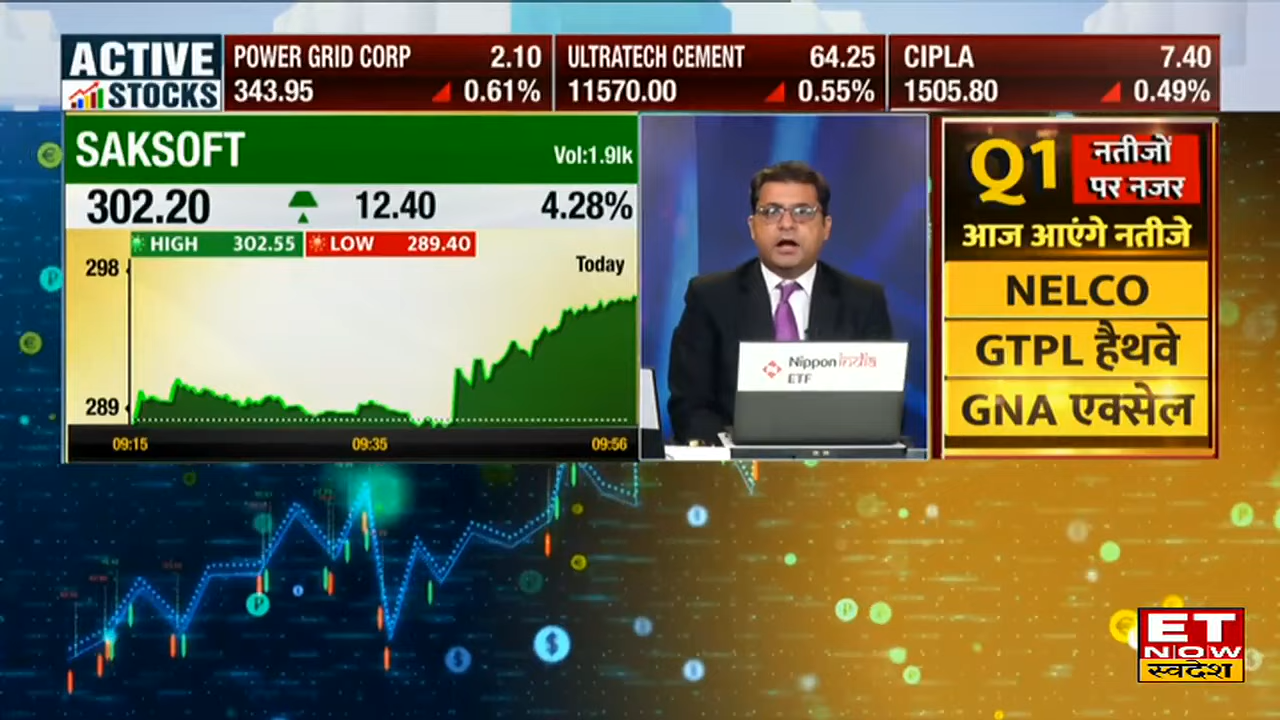 ACTIVE STOCKS
POWER GRID CORP 2.10
343.95 0.61%
ULTRATECH CEMENT 64.25
11570.00 0.55%
CIPLA 7.40
1505.80 0.49%
SAKSOFT Vol:1.9lk
302.20 12.40 4.28%
HIGH 302.55 LOW 289.40
298 Today
289
09:15 09:35 09:56
Nippon india
ETF
Q1 नतीजों पर नजर
आज आएंगे नतीजे
NELCO
GTPL हैथवे
GNA एक्सेल
ET
NOW
स्वदेश